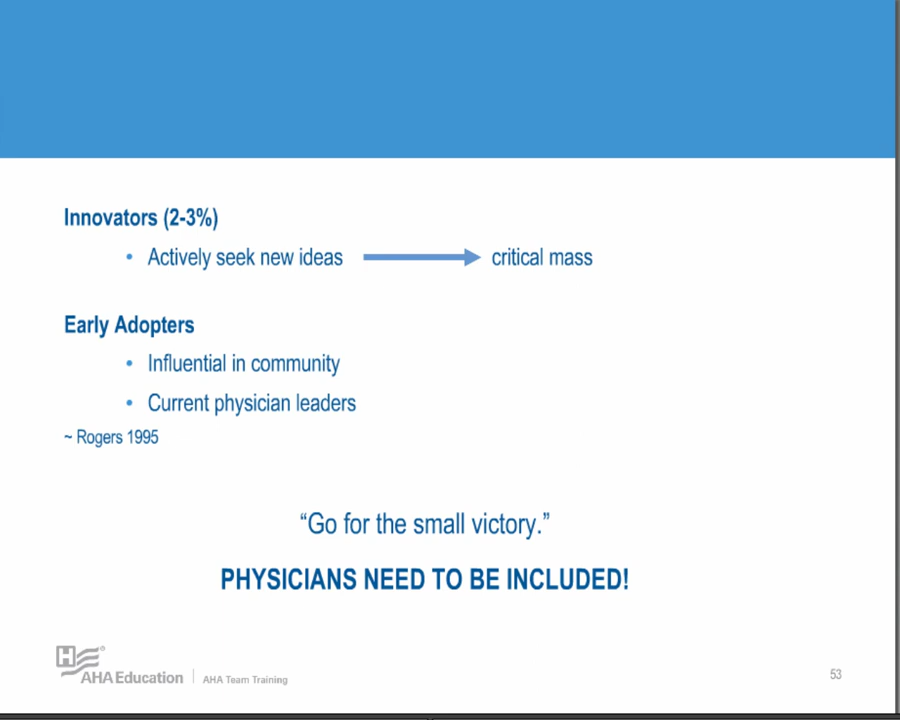 Innovators (2-3%)
• Actively seek new ideas critical mass
Early Adopters
• Influential in community
• Current physician leaders
~ Rogers 1995
“Go for the small victory.”
PHYSICIANS NEED TO BE INCLUDED!
H ®
AHA Education | AHA Team Training
53